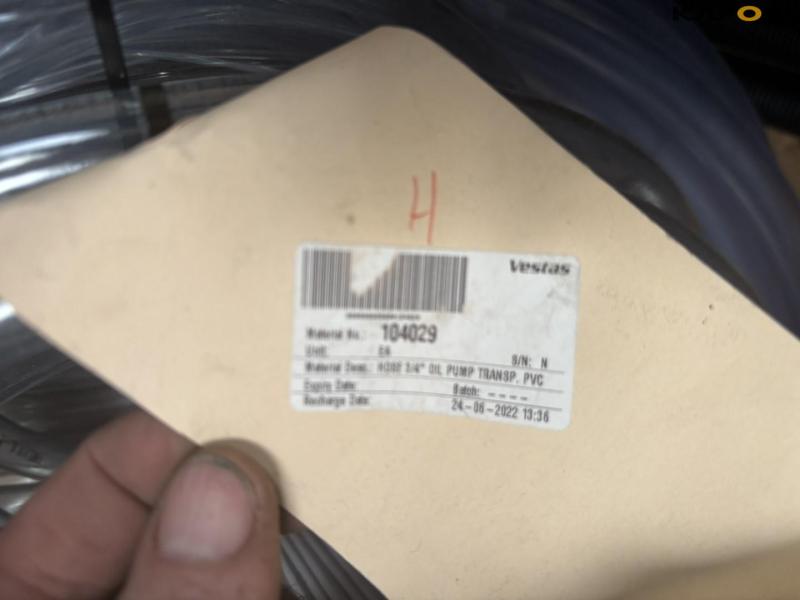 H
Vestas
Material No.: 104029
Unit: EA
S/N: N
Material Desc.: HOSE 3/4" OIL PUMP TRANSP. PVC
Expiry Date:
Batch: ----
Recharge Date:
24-06-2022 13:36